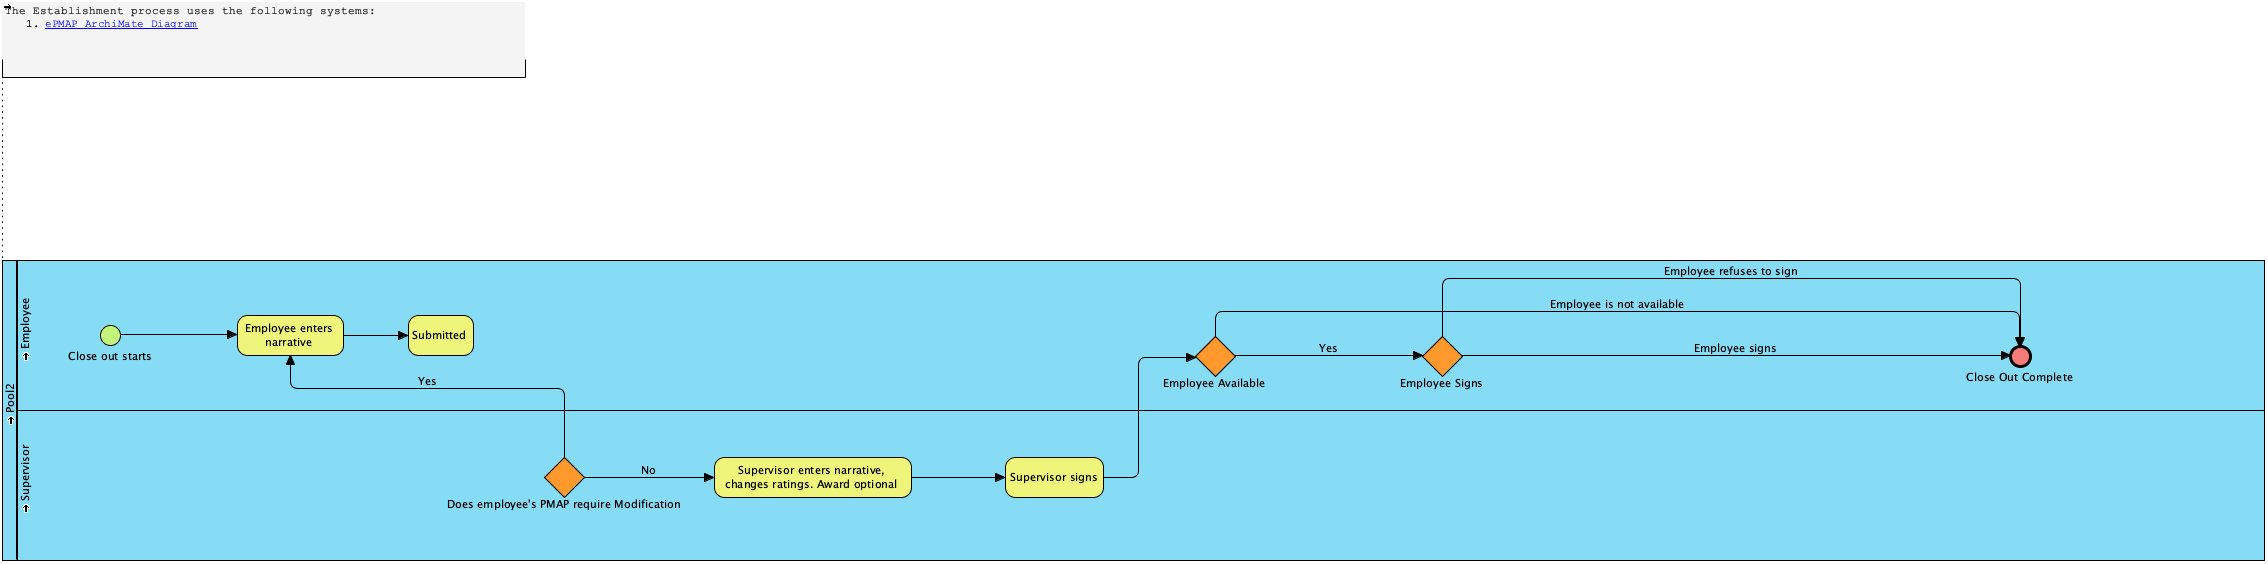 The Establishment process uses the following systems:
1. ePMAP ArchiMate Diagram
Pool2
Employee
Supervisor
Close out starts
Employee enters
narrative
Submitted
Yes
Does employee's PMAP require Modification
No
Supervisor enters narrative,
changes ratings. Award optional
Supervisor signs
Employee Available
Yes
Employee is not available
Employee Signs
Employee refuses to sign
Employee signs
Close Out Complete